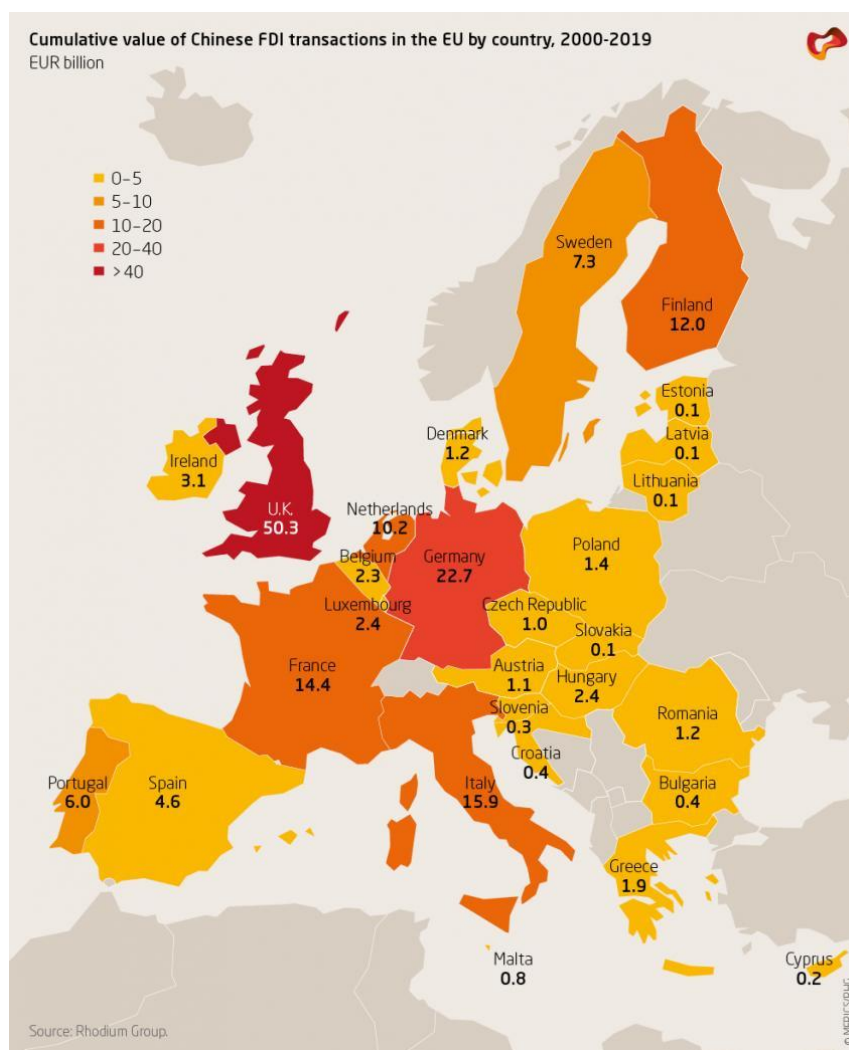 Cumulative value of Chinese FDI transactions in the EU by country, 2000-2019
EUR billion
0–5
5–10
10–20
20–40
>40
Sweden
7.3
Finland
12.0
Estonia
0.1
Latvia
0.1
Lithuania
0.1
Denmark
1.2
Ireland
3.1
U.K.
50.3
Netherlands
10.2
Belgium
2.3
Germany
22.7
Poland
1.4
Luxembourg
2.4
Czech Republic
1.0
Slovakia
0.1
France
14.4
Austria
1.1
Hungary
2.4
Slovenia
0.3
Romania
1.2
Croatia
0.4
Portugal
6.0
Spain
4.6
Italy
15.9
Bulgaria
0.4
Greece
1.9
Malta
0.8
Cyprus
0.2
Source: Rhodium Group.
© MERICS/RHG